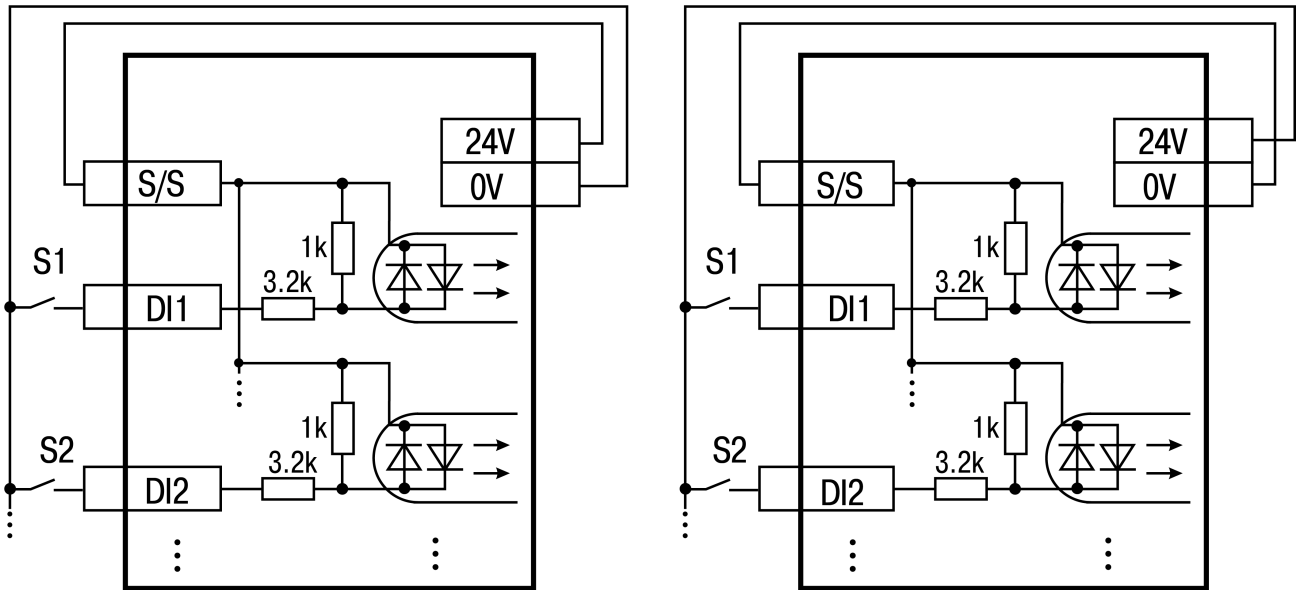 24V
0V
S/S
1k
S1
3.2k
DI1
1k
S2
3.2k
DI2
24V
0V
S/S
1k
S1
3.2k
DI1
1k
S2
3.2k
DI2